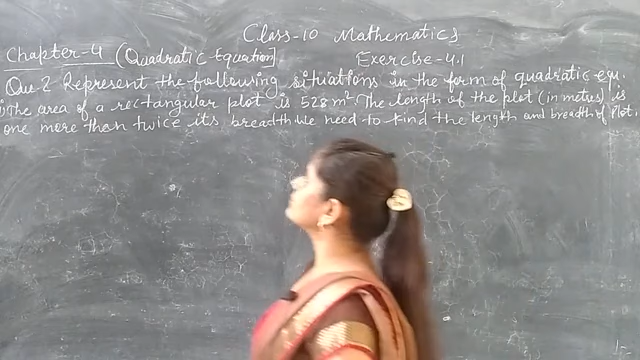 Class-10 Mathematics
Chapter-4 (Quadratic Equation) Exercise-4.1
Que-2 Represent the following situations in the form of quadratic equ.
i) The area of a rectangular plot is 528 m². The length of the plot (in metres) is
one more than twice its breadth. We need to find the length and breadth of Plot.